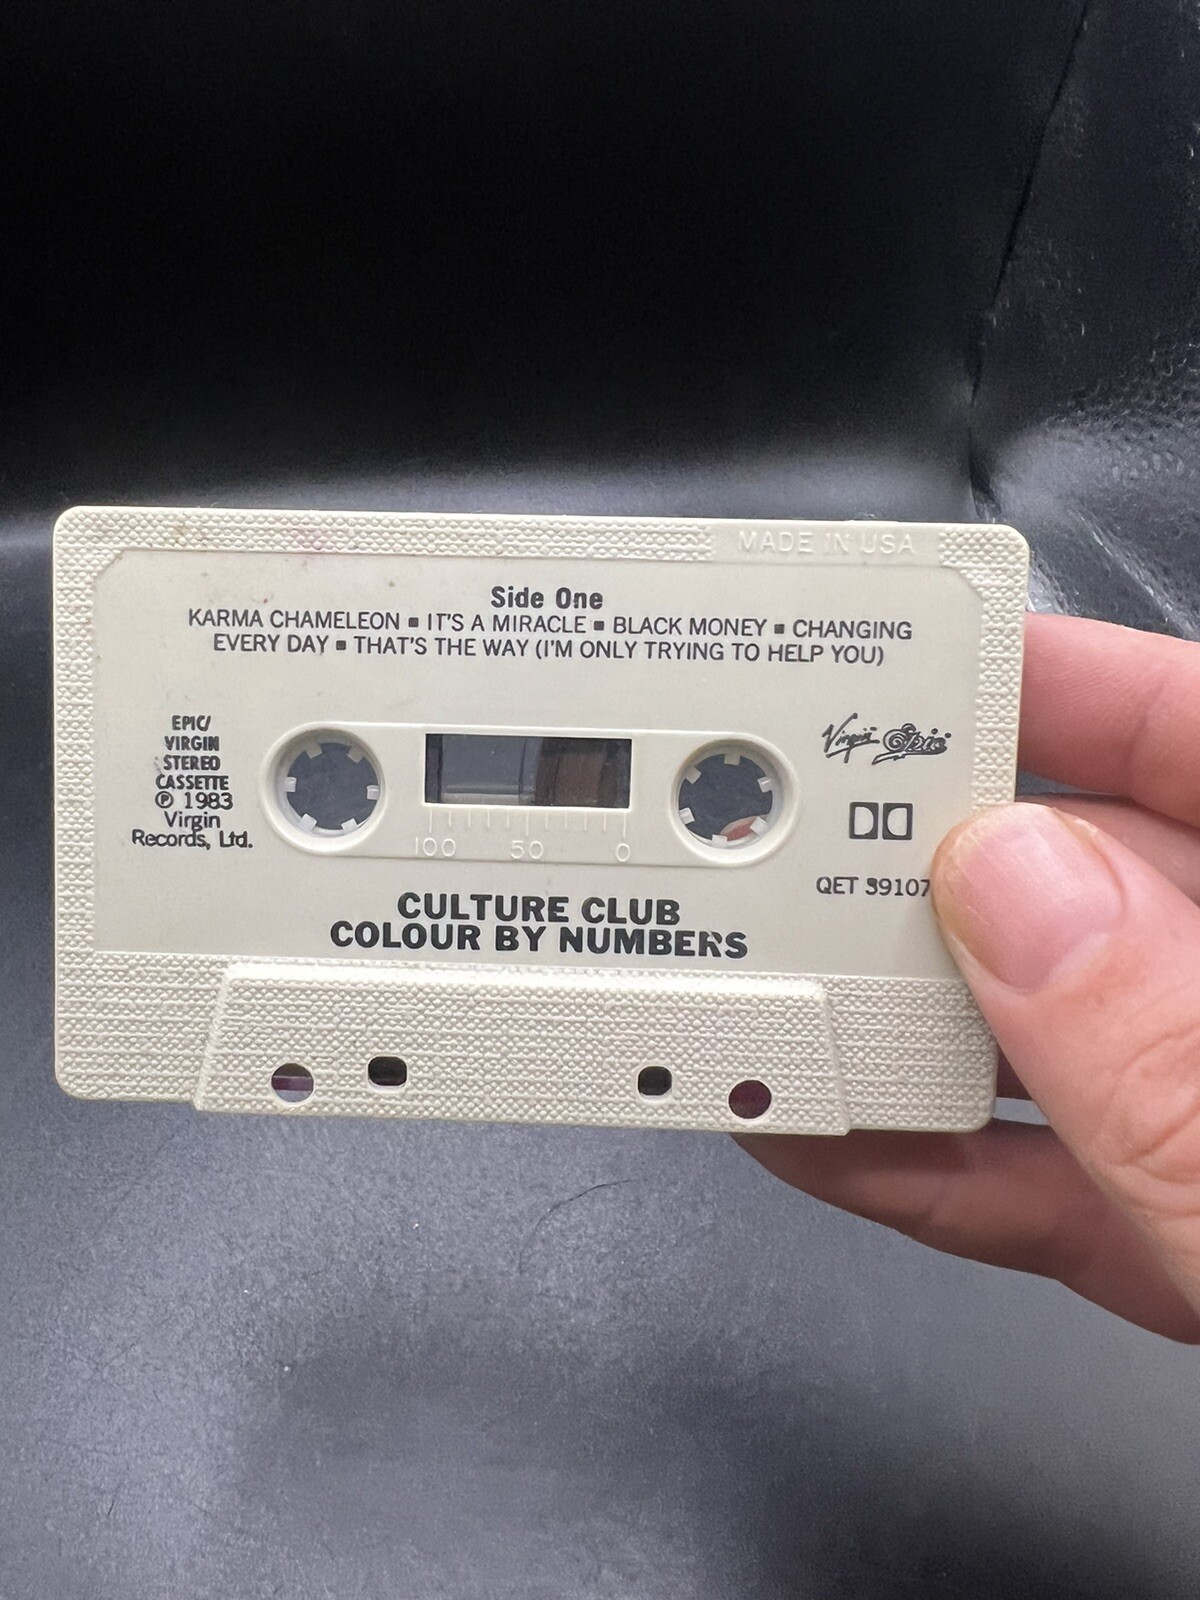 MADE IN USA
Side One
KARMA CHAMELEON ▪ IT'S A MIRACLE ▪ BLACK MONEY ▪ CHANGING
EVERY DAY ▪ THAT'S THE WAY (I'M ONLY TRYING TO HELP YOU)
EPIC/
VIRGIN
STEREO
CASSETTE
℗ 1983
Virgin
Records, Ltd.
Virgin Epic
100 50 0
QET 39107
CULTURE CLUB
COLOUR BY NUMBERS